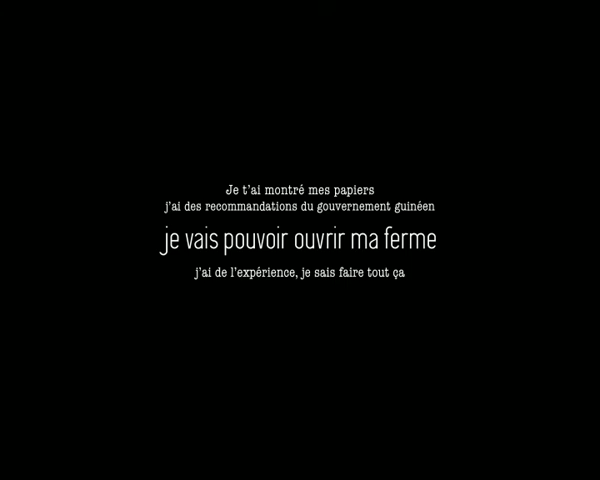 Je t'ai montré mes papiers
j'ai des recommandations du gouvernement guinéen
je vais pouvoir ouvrir ma ferme
j'ai de l'expérience, je sais faire tout ça